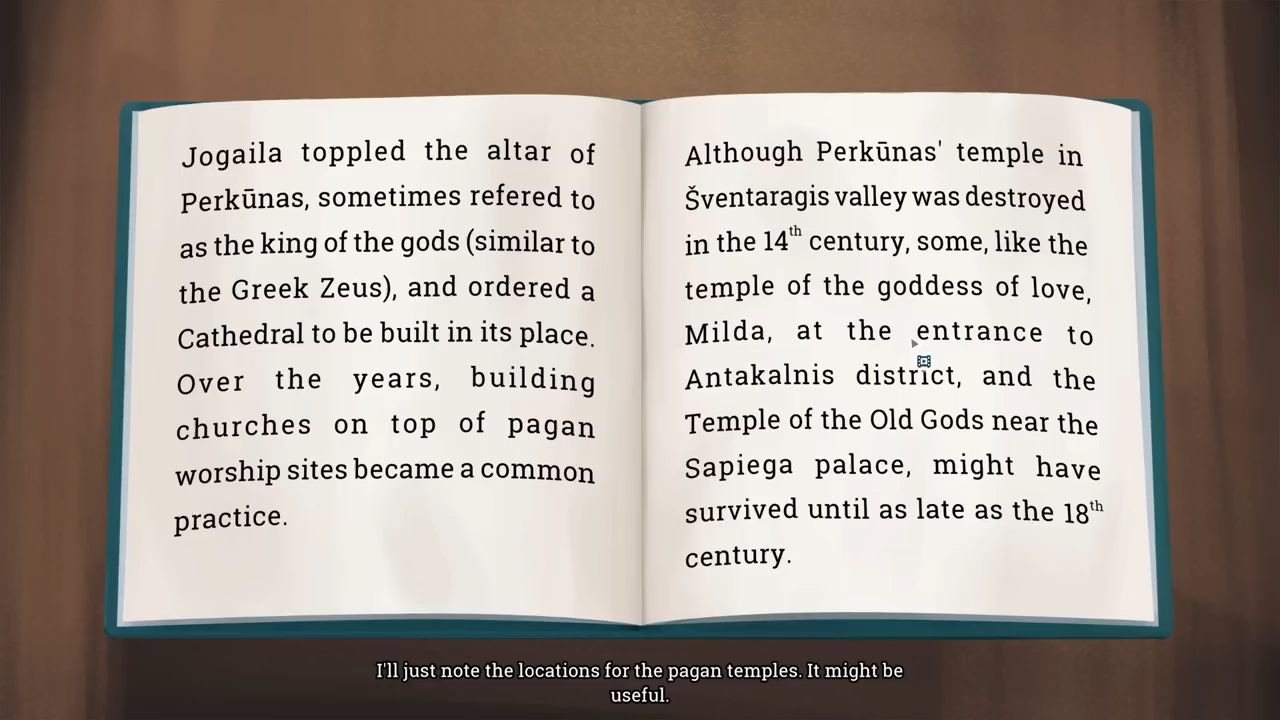 Jogaila toppled the altar of
Perkūnas, sometimes refered to
as the king of the gods (similar to
the Greek Zeus), and ordered a
Cathedral to be built in its place.
Over the years, building
churches on top of pagan
worship sites became a common
practice.
Although Perkūnas' temple in
Šventaragis valley was destroyed
in the 14th century, some, like the
temple of the goddess of love,
Milda, at the entrance to
Antakalnis district, and the
Temple of the Old Gods near the
Sapiega palace, might have
survived until as late as the 18th
century.
I'll just note the locations for the pagan temples. It might be
useful.